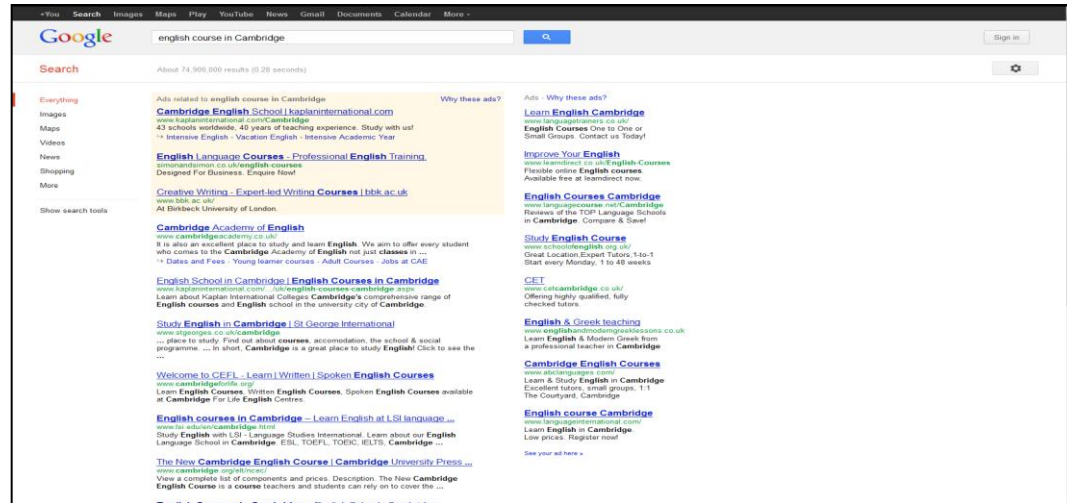 +You Search Images Maps Play YouTube News Gmail Documents Calendar More
Google
english course in Cambridge
Sign in
Search
About 74,900,000 results (0.28 seconds)
Everything
Images
Maps
Videos
News
Shopping
More
Show search tools
Ads related to english course in Cambridge
Why these ads?
Cambridge English School | kaplaninternational.com
www.kaplaninternational.com/Cambridge
43 schools worldwide, 40 years of teaching experience. Study with us!
Intensive English - Vacation English - Intensive Academic Year
English Language Courses - Professional English Training.
simonandsimon.co.uk/english-courses
Designed For Business. Enquire Now!
Creative Writing - Expert-led Writing Courses | bbk.ac.uk
www.bbk.ac.uk/
At Birkbeck University of London.
Cambridge Academy of English
www.cambridgeacademy.co.uk/
It is also an excellent place to study and learn English. We aim to offer every student
who comes to the Cambridge Academy of English not just classes in ...
Dates and Fees - Young learner courses - Adult Courses - Jobs at CAE
English School in Cambridge | English Courses in Cambridge
www.kaplaninternational.com/.../uk/english-courses-cambridge.aspx
Learn about Kaplan International Colleges Cambridge's comprehensive range of
English courses and English school in the university city of Cambridge.
Study English in Cambridge | St George International
www.stgeorges.co.uk/cambridge
... place to study. Find out about courses, accomodation, the school & social
programme. ... In short, Cambridge is a great place to study English! Click to see the
...
Welcome to CEFL - Learn | Written | Spoken English Courses
www.cambridgeforlife.org/
Learn English Courses, Written English Courses, Spoken English Courses available
at Cambridge For Life English Centres.
English courses in Cambridge – Learn English at LSI language ...
www.lsi.edu/en/cambridge.html
Study English with LSI - Language Studies International. Learn about our English
Language School in Cambridge. ESL, TOEFL, TOEIC, IELTS, Cambridge ...
The New Cambridge English Course | Cambridge University Press ...
www.cambridge.org/elt/ncec/
View a complete list of components and prices. Description. The New Cambridge
English Course is a course teachers and students can rely on to cover the ...
Ads - Why these ads?
Learn English Cambridge
www.languagetrainers.co.uk/
English Courses One to One or
Small Groups. Contact us Today!
Improve Your English
www.learndirect.co.uk/English-Courses
Flexible online English courses.
Available free at learndirect now.
English Courses Cambridge
www.languagecourse.net/Cambridge
Reviews of the TOP Language Schools
in Cambridge. Compare & Save!
Study English Course
www.schoolofenglish.org.uk/
Great Location,Expert Tutors,1-to-1
Start every Monday, 1 to 48 weeks
CET
www.cetcambridge.co.uk/
Offering highly qualified, fully
checked tutors.
English & Greek teaching
www.englishandmoderngreeklessons.co.uk
Learn English & Modern Greek from
a professional teacher in Cambridge
Cambridge English Courses
www.abclanguages.com/
Learn & Study English in Cambridge
Excellent tutors, small groups, 1:1
The Courtyard, Cambridge
English course Cambridge
www.languageinternational.com/
Learn English in Cambridge.
Low prices. Register now!
See your ad here »